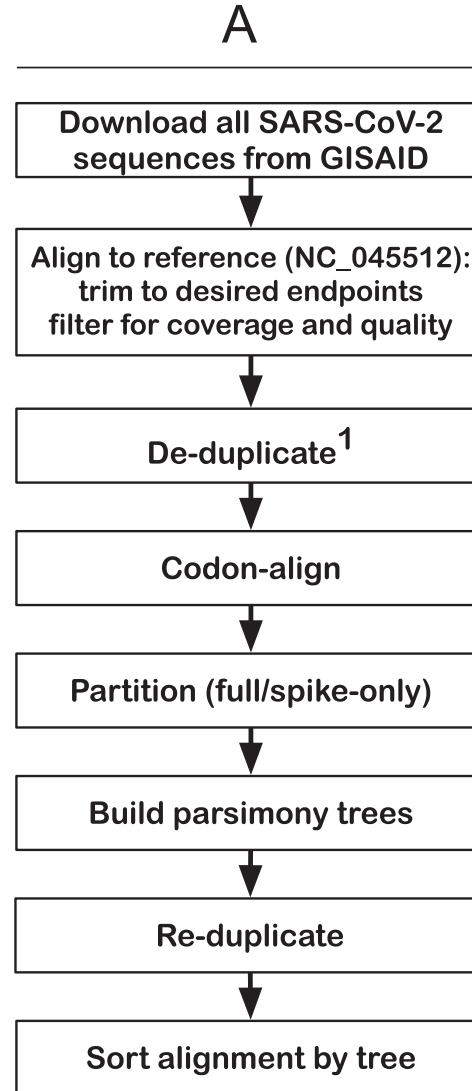 A
Download all SARS-CoV-2
sequences from GISAID
Align to reference (NC_045512):
trim to desired endpoints
filter for coverage and quality
De-duplicate1
Codon-align
Partition (full/spike-only)
Build parsimony trees
Re-duplicate
Sort alignment by tree